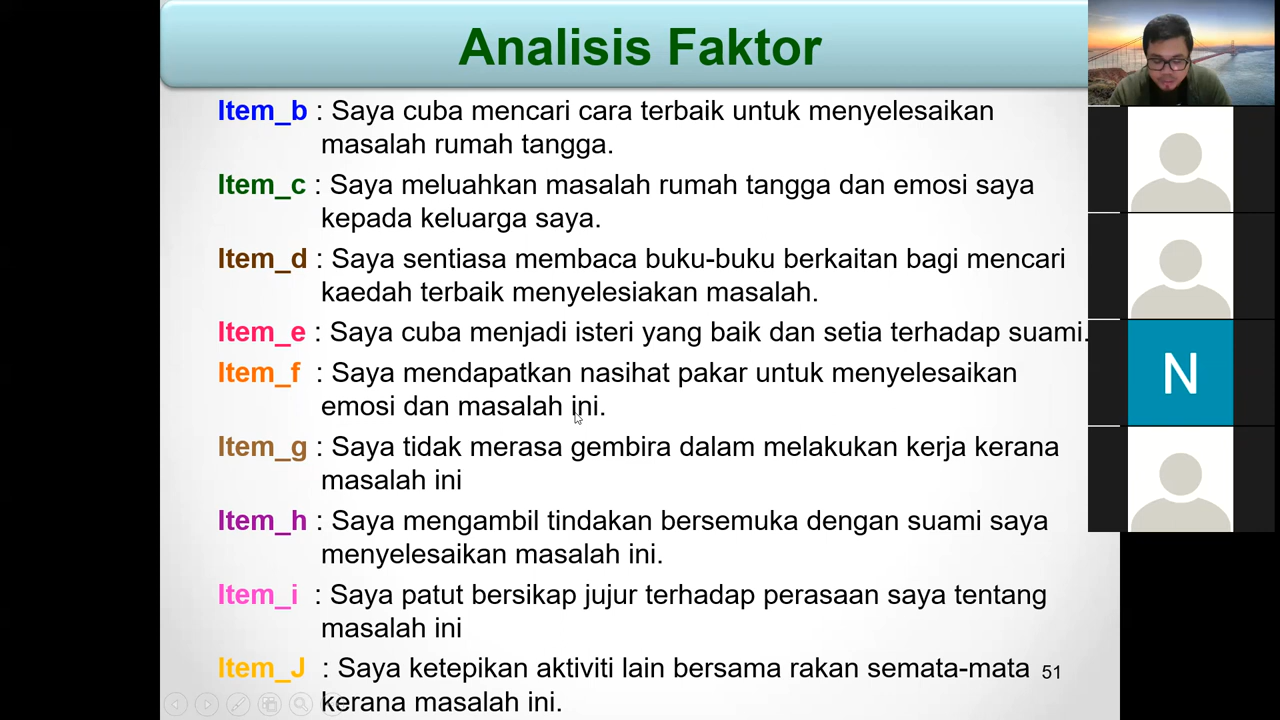 Analisis Faktor
Item_b : Saya cuba mencari cara terbaik untuk menyelesaikan
masalah rumah tangga.
Item_c : Saya meluahkan masalah rumah tangga dan emosi saya
kepada keluarga saya.
Item_d : Saya sentiasa membaca buku-buku berkaitan bagi mencari
kaedah terbaik menyelesiakan masalah.
Item_e : Saya cuba menjadi isteri yang baik dan setia terhadap suami.
Item_f : Saya mendapatkan nasihat pakar untuk menyelesaikan
emosi dan masalah ini.
Item_g : Saya tidak merasa gembira dalam melakukan kerja kerana
masalah ini
Item_h : Saya mengambil tindakan bersemuka dengan suami saya
menyelesaikan masalah ini.
Item_i : Saya patut bersikap jujur terhadap perasaan saya tentang
masalah ini
Item_J : Saya ketepikan aktiviti lain bersama rakan semata-mata
kerana masalah ini.
51
N